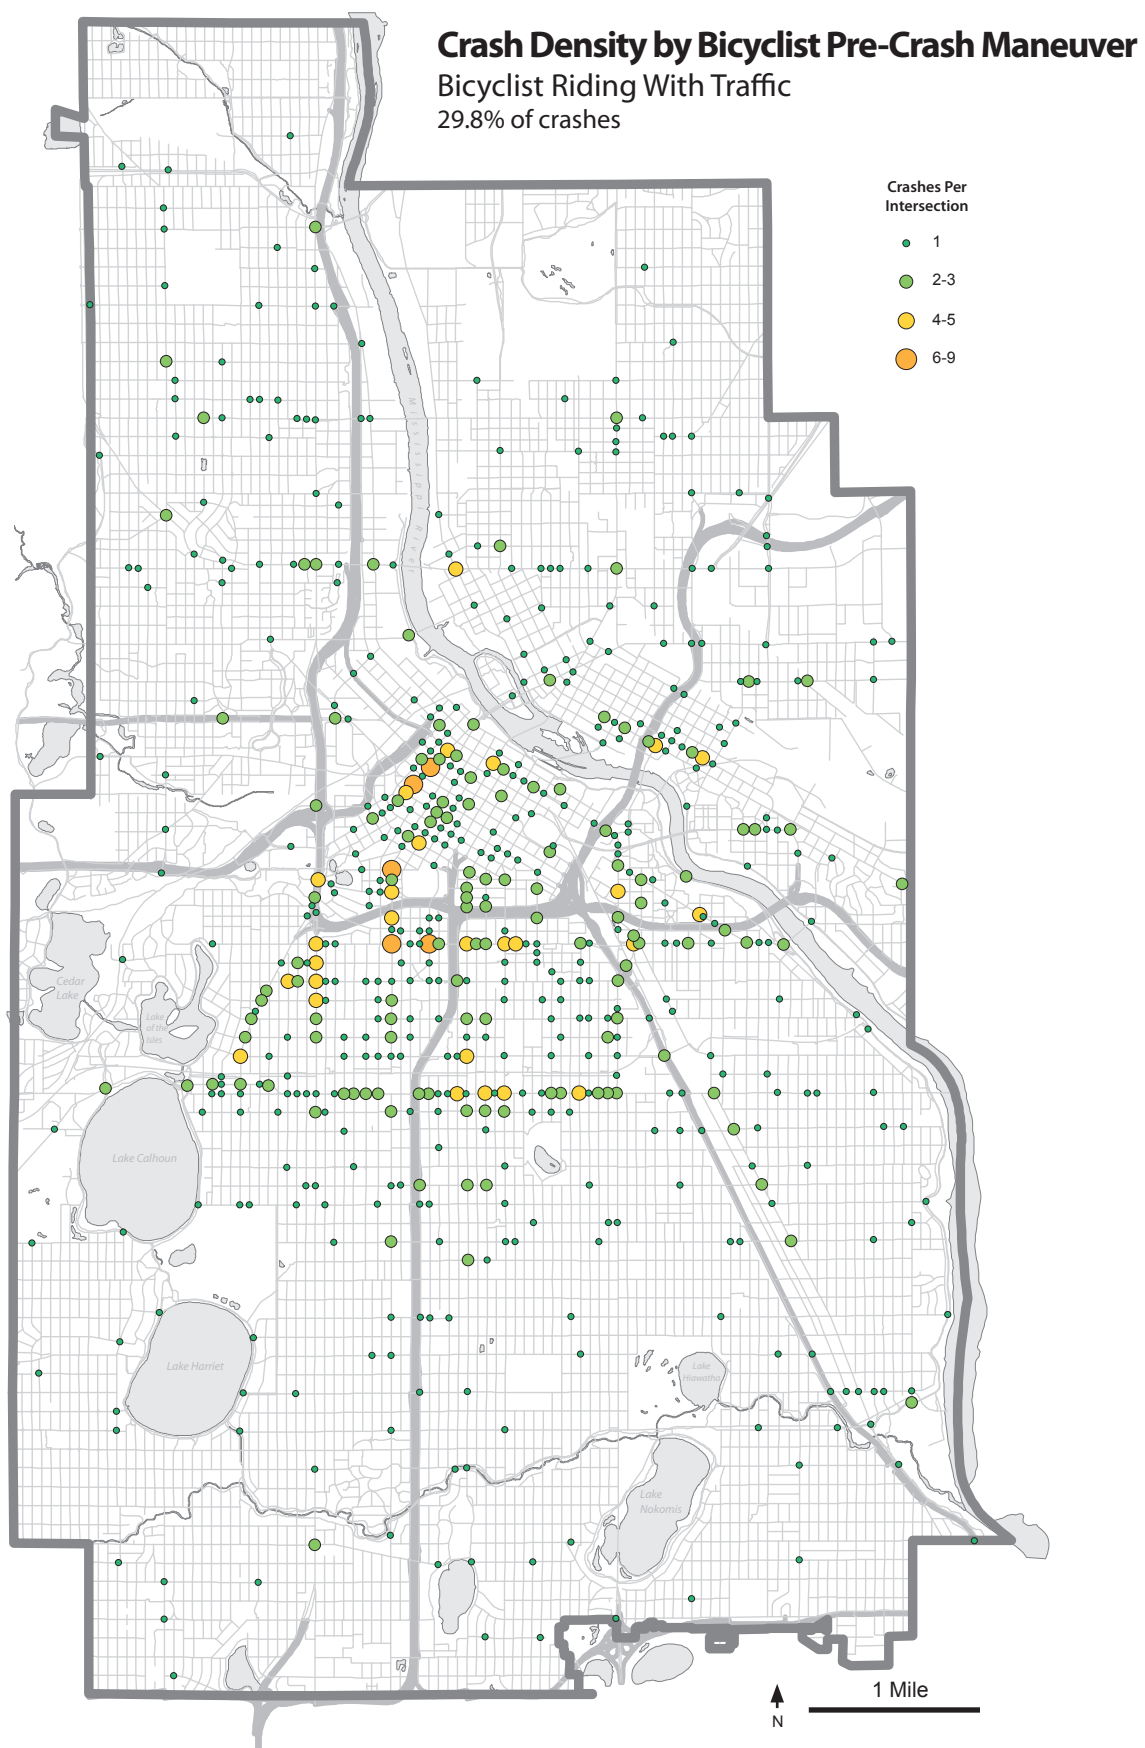 Crash Density by Bicyclist Pre-Crash Maneuver
Bicyclist Riding With Traffic
29.8% of crashes
Crashes Per
Intersection
1
2-3
4-5
6-9
Mississippi River
Cedar
Lake
Lake
of the
Isles
Lake Calhoun
Lake Harriet
Lake
Hiawatha
Lake
Nokomis
1 Mile
N